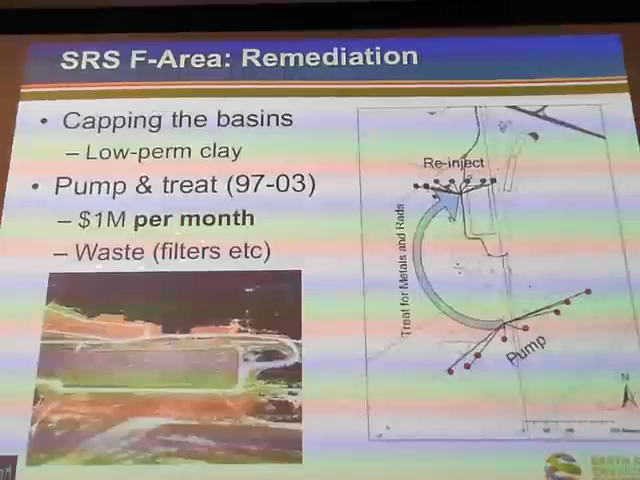 SRS F-Area: Remediation
• Capping the basins
– Low-perm clay
• Pump & treat (97-03)
– $1M per month
– Waste (filters etc)
Re-inject
Treat for Metals and Rads
Pump
N
EARTH